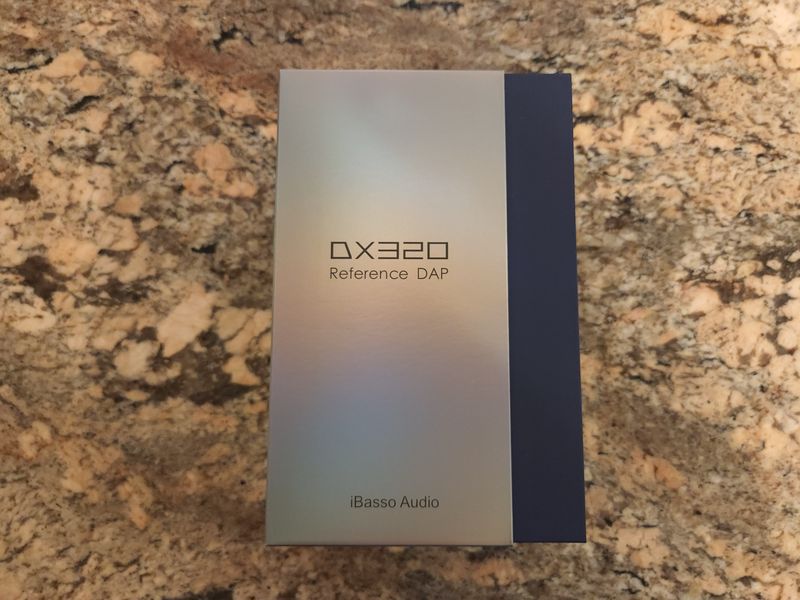 DX320
Reference DAP
iBasso Audio